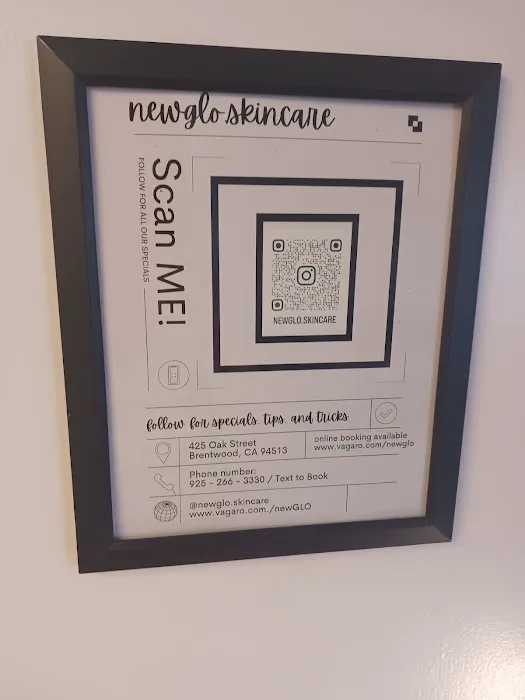 newglo.skincare
Scan ME!
FOLLOW FOR ALL OUR SPECIALS
NEWGLO.SKINCARE
follow for specials. tips. and tricks
425 Oak Street
Brentwood, CA 94513
online booking available
www.vagaro.com/newglo
Phone number:
925 - 266 - 3330 / Text to Book
@newglo.skincare
www.vagaro.com./newGLO